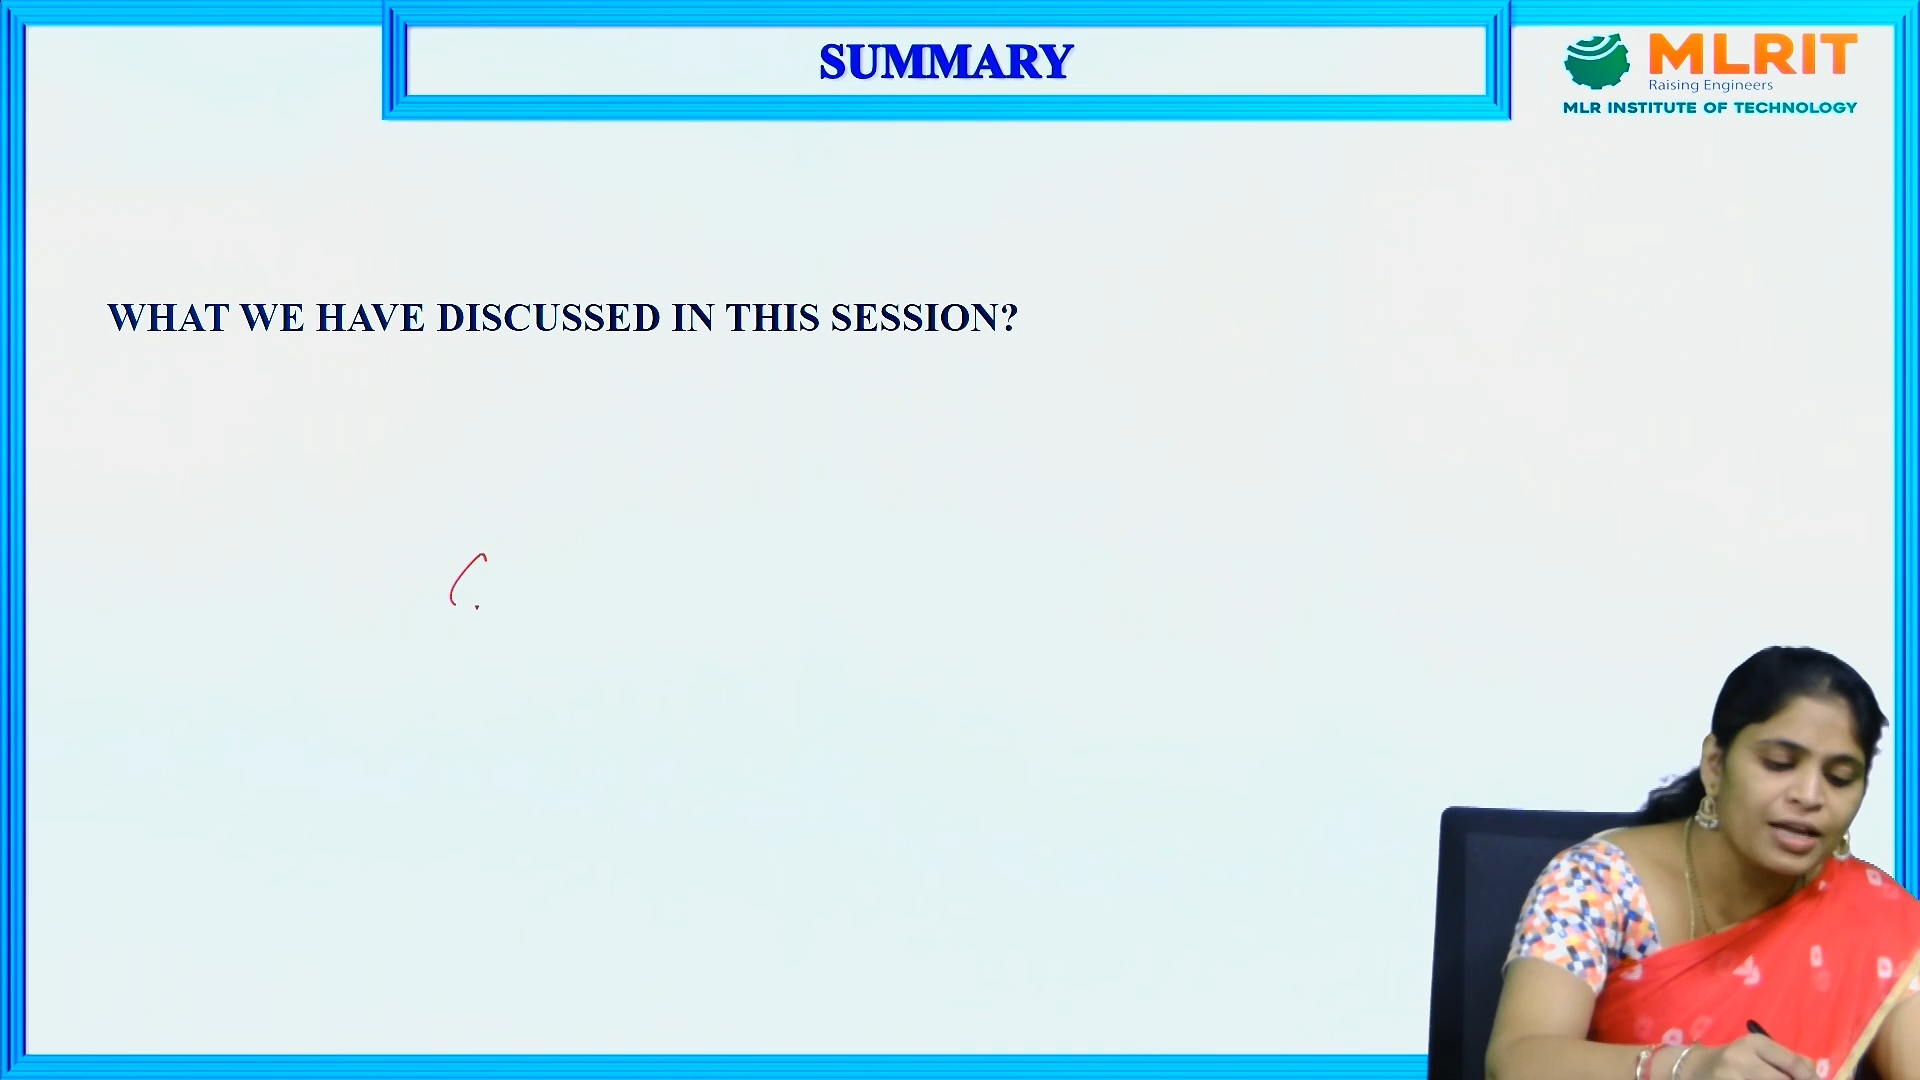 SUMMARY
MLRIT
Raising Engineers
MLR INSTITUTE OF TECHNOLOGY
WHAT WE HAVE DISCUSSED IN THIS SESSION?